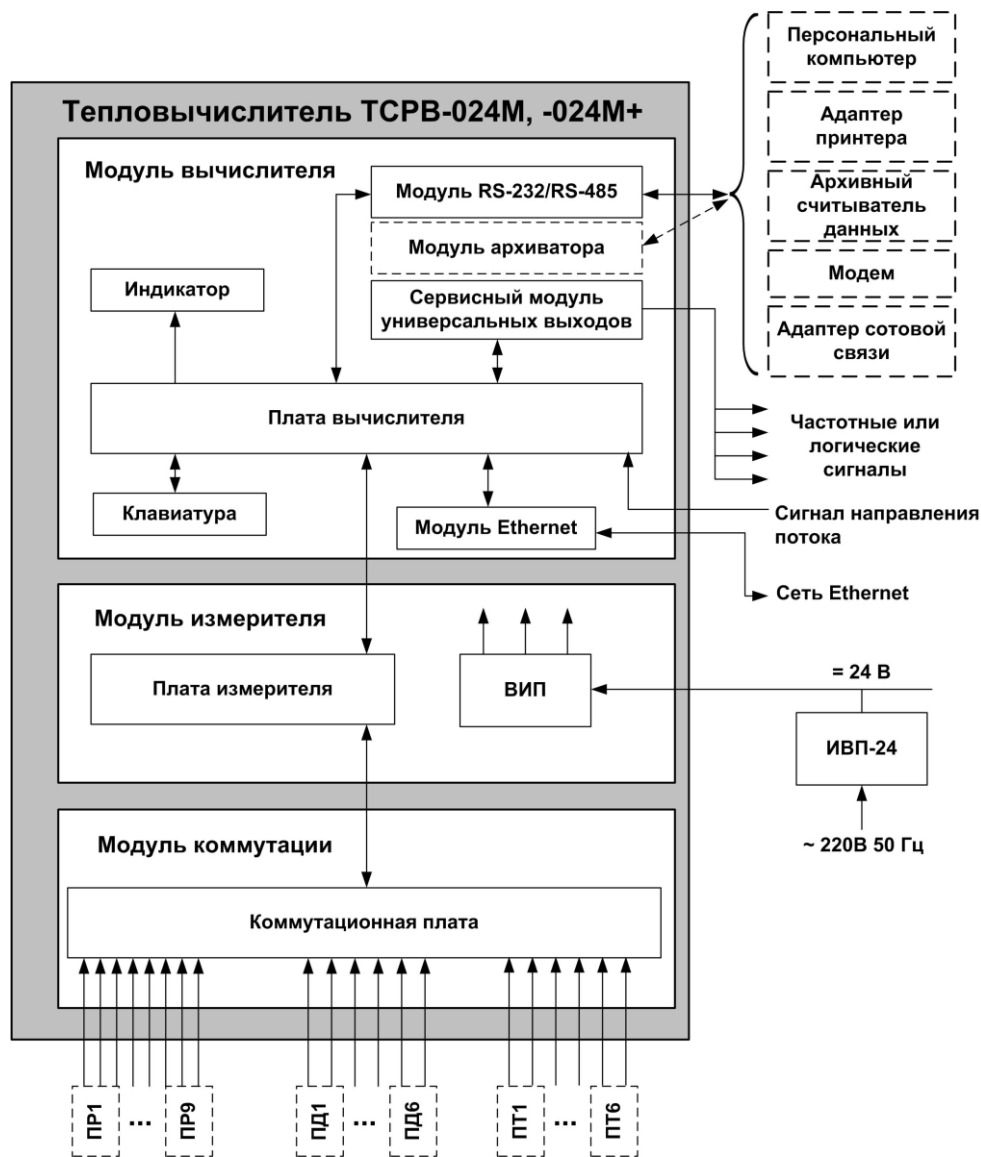 Тепловычислитель ТСРВ-024М, -024М+
Модуль вычислителя
Модуль RS-232/RS-485
Модуль архиватора
Индикатор
Сервисный модуль
универсальных выходов
Плата вычислителя
Клавиатура
Модуль Ethernet
Персональный
компьютер
Адаптер
принтера
Архивный
считыватель
данных
Модем
Адаптер сотовой
связи
Частотные или
логические
сигналы
Сигнал направления
потока
Сеть Ethernet
Модуль измерителя
Плата измерителя
ВИП
= 24 В
ИВП-24
~ 220В 50 Гц
Модуль коммутации
Коммутационная плата
ПР1
...
ПР9
ПД1
...
ПД6
ПТ1
...
ПТ6